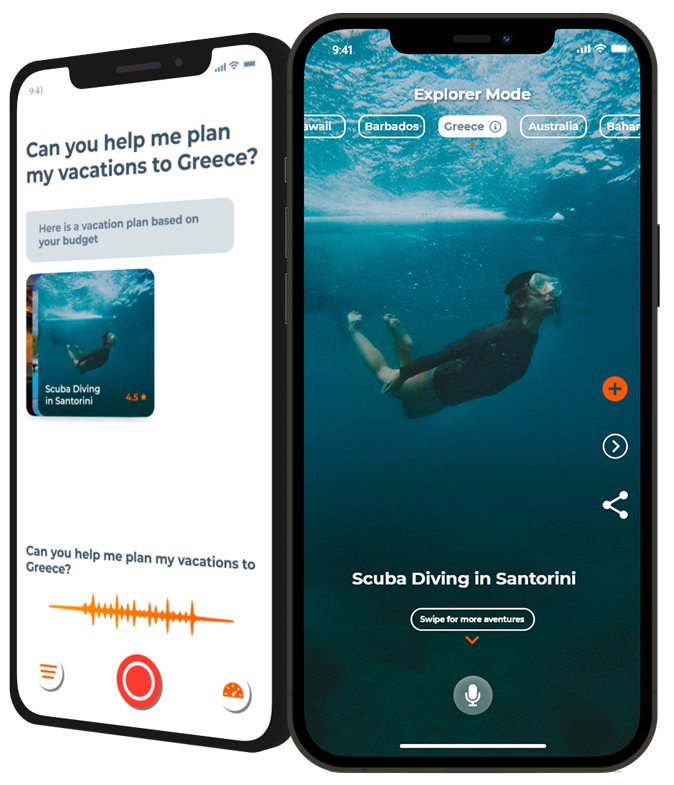 9:41
Can you help me plan
my vacations to Greece?
Here is a vacation plan based on
your budget
Scuba Diving
in Santorini
4.5
Can you help me plan my vacations to
Greece?
9:41
Explorer Mode
awaii Barbados Greece Australia Bahar
Scuba Diving in Santorini
Swipe for more aventures